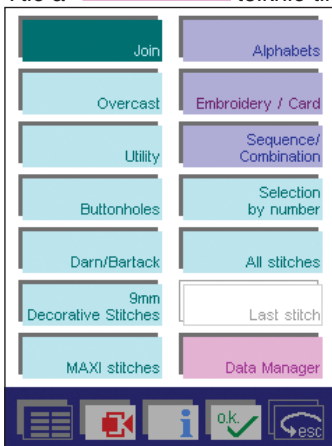 Join
Alphabets
Overcast
Embroidery / Card
Utility
Sequence/
Combination
Buttonholes
Selection
by number
Darn/Bartack
All stitches
9mm
Decorative Stitches
Last stitch
MAXI stitches
Data Manager
i
o.k.
esc